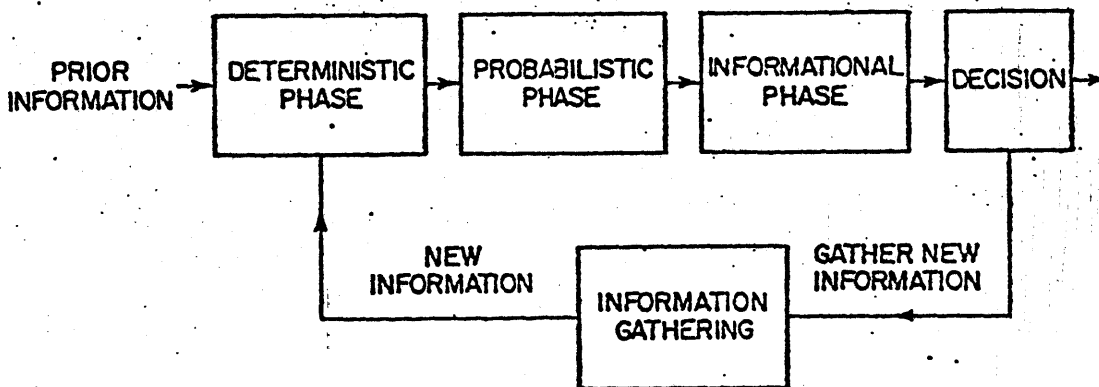 PRIOR
INFORMATION
DETERMINISTIC
PHASE
PROBABILISTIC
PHASE
INFORMATIONAL
PHASE
DECISION
NEW
INFORMATION
GATHER NEW
INFORMATION
INFORMATION
GATHERING